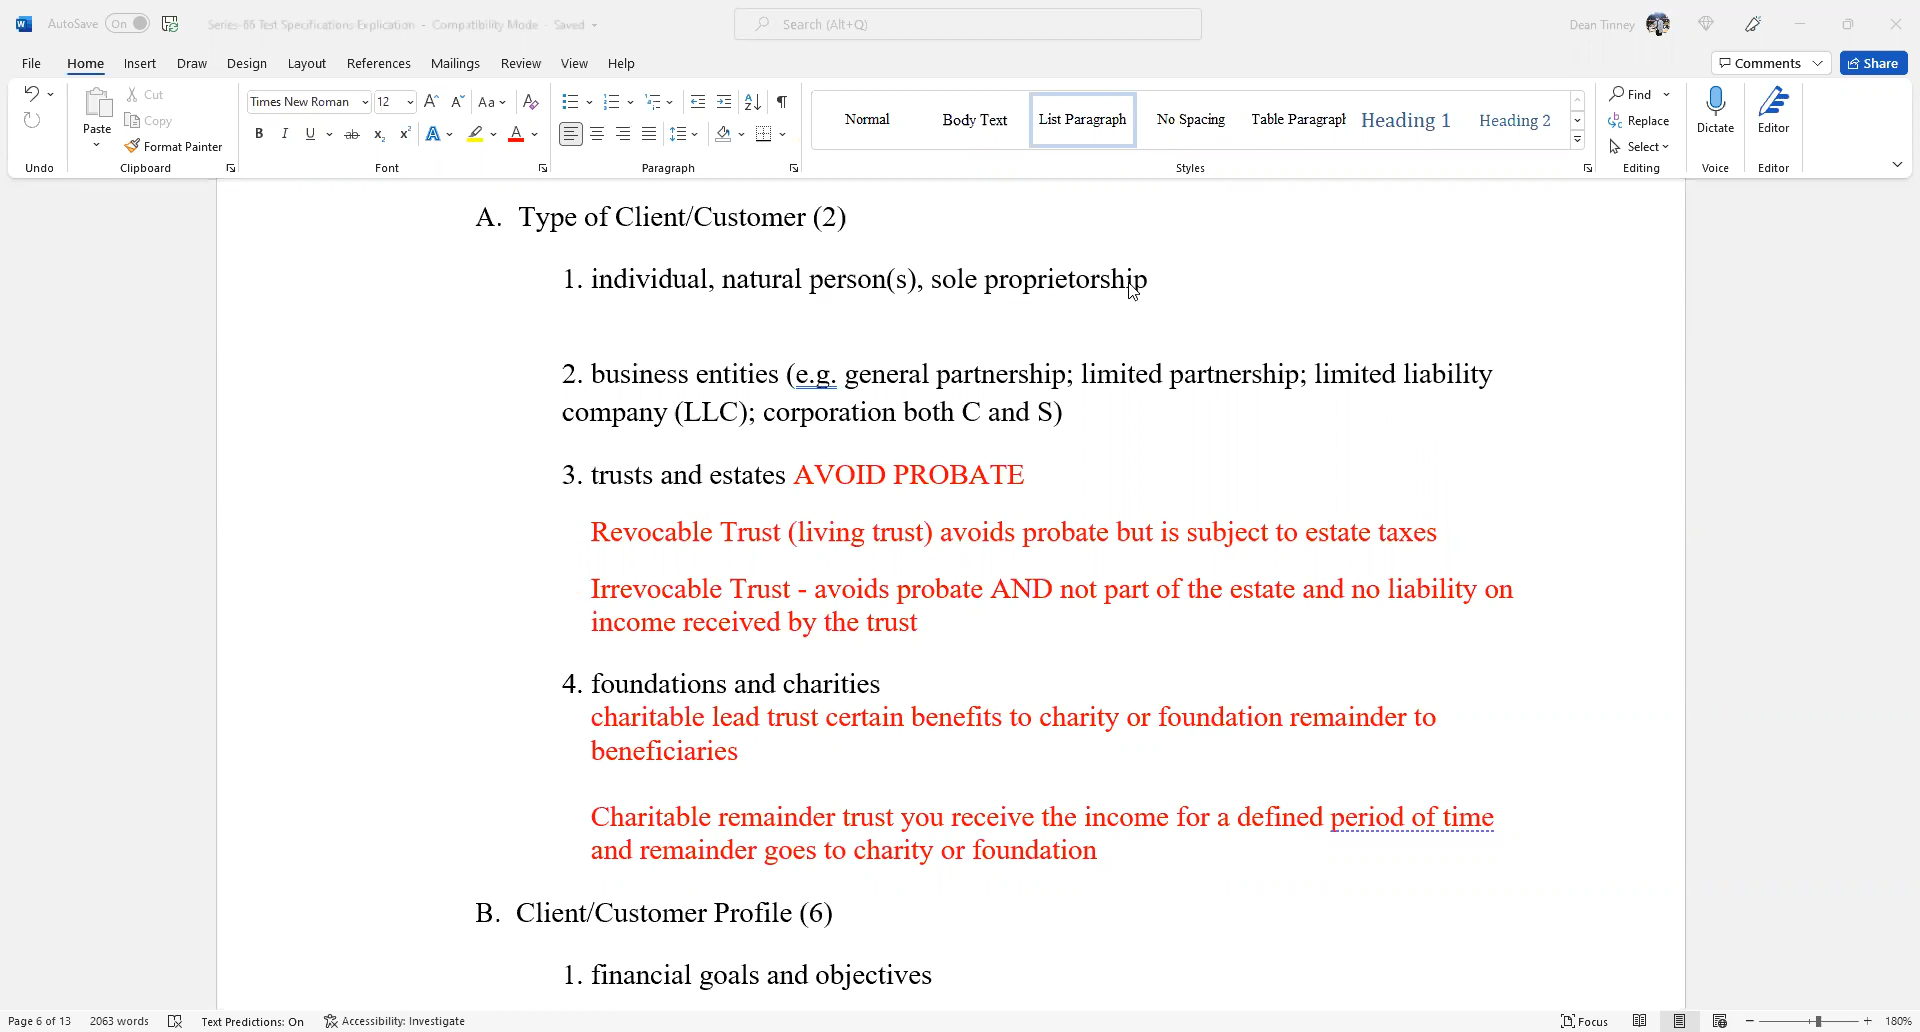 AutoSave On Series-66 Test Specifications Explication - Compatibility Mode - Saved Search (Alt+Q) Dean Tinney
File Home Insert Draw Design Layout References Mailings Review View Help Comments Share
Paste Cut Copy Format Painter
Times New Roman 12 Aa
Normal Body Text List Paragraph No Spacing Table Paragraph Heading 1 Heading 2
Find Replace Select Dictate Editor
Undo Clipboard Font Paragraph Styles Editing Voice Editor
A. Type of Client/Customer (2)
1. individual, natural person(s), sole proprietorship
2. business entities (e.g. general partnership; limited partnership; limited liability
company (LLC); corporation both C and S)
3. trusts and estates AVOID PROBATE
Revocable Trust (living trust) avoids probate but is subject to estate taxes
Irrevocable Trust - avoids probate AND not part of the estate and no liability on
income received by the trust
4. foundations and charities
charitable lead trust certain benefits to charity or foundation remainder to
beneficiaries
Charitable remainder trust you receive the income for a defined period of time
and remainder goes to charity or foundation
B. Client/Customer Profile (6)
1. financial goals and objectives
Page 6 of 13 2063 words Text Predictions: On Accessibility: Investigate Focus 180%